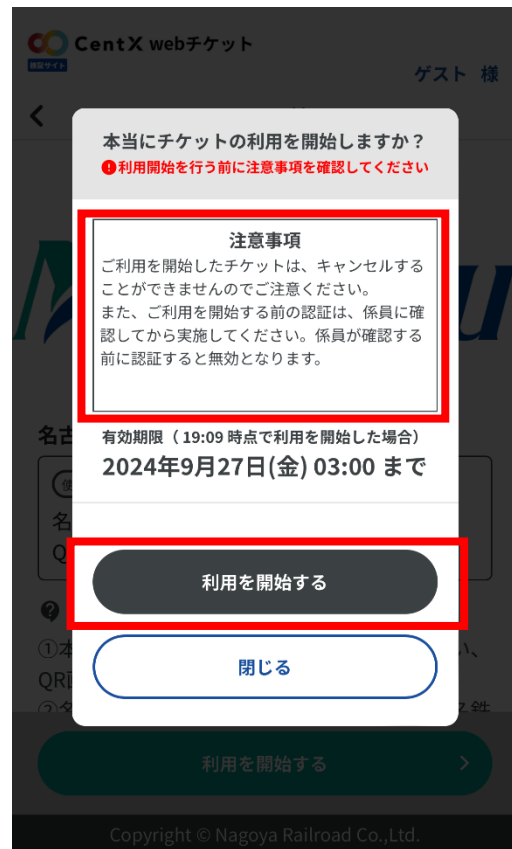 CentX webチケット
検証サイト
ゲスト 様
本当にチケットの利用を開始しますか？
利用開始を行う前に注意事項を確認してください
注意事項
ご利用を開始したチケットは、キャンセルする
ことができませんのでご注意ください。
また、ご利用を開始する前の認証は、係員に確
認してから実施してください。係員が確認する
前に認証すると無効となります。
名古
有効期限（ 19:09 時点で利用を開始した場合）
2024年9月27日(金) 03:00 まで
使
名
Q
利用を開始する
①本
い、
QR
閉じる
②名
利用を開始する
Copyright © Nagoya Railroad Co.,Ltd.